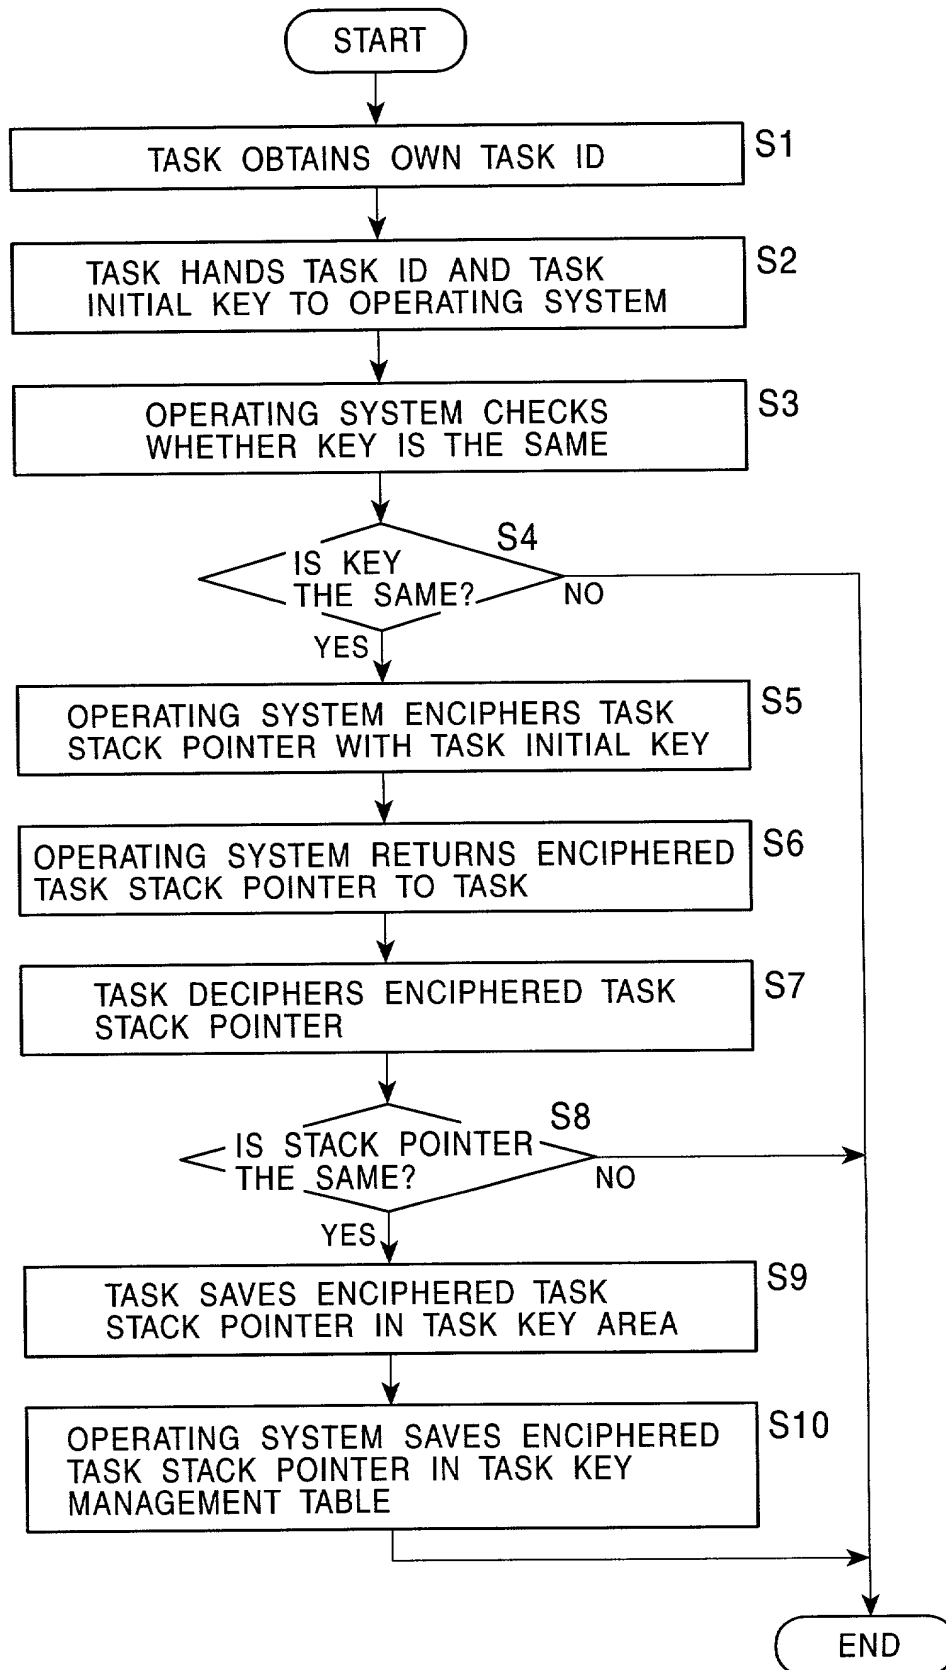 START
TASK OBTAINS OWN TASK ID
S1
TASK HANDS TASK ID AND TASK
INITIAL KEY TO OPERATING SYSTEM
S2
OPERATING SYSTEM CHECKS
WHETHER KEY IS THE SAME
S3
S4
IS KEY
THE SAME?
NO
YES
OPERATING SYSTEM ENCIPHERS TASK
STACK POINTER WITH TASK INITIAL KEY
S5
OPERATING SYSTEM RETURNS ENCIPHERED
TASK STACK POINTER TO TASK
S6
TASK DECIPHERS ENCIPHERED TASK
STACK POINTER
S7
S8
IS STACK POINTER
THE SAME?
NO
YES
TASK SAVES ENCIPHERED TASK
STACK POINTER IN TASK KEY AREA
S9
OPERATING SYSTEM SAVES ENCIPHERED
TASK STACK POINTER IN TASK KEY
MANAGEMENT TABLE
S10
END